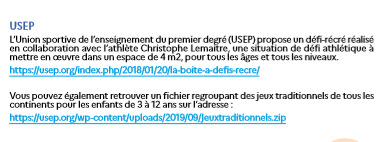 USEP
L'Union sportive de l'enseignement du premier degré (USEP) propose un défi-récré réalisé
en collaboration avec l'athlète Christophe Lemaitre, une situation de défi athlétique à
mettre en œuvre dans un espace de 4 m2, pour tous les âges et tous les niveaux.
https://usep.org/index.php/2018/01/20/la-boite-a-defis-recre/
Vous pouvez également retrouver un fichier regroupant des jeux traditionnels de tous les
continents pour les enfants de 3 à 12 ans sur l'adresse :
https://usep.org/wp-content/uploads/2019/09/Jeuxtraditionnels.zip